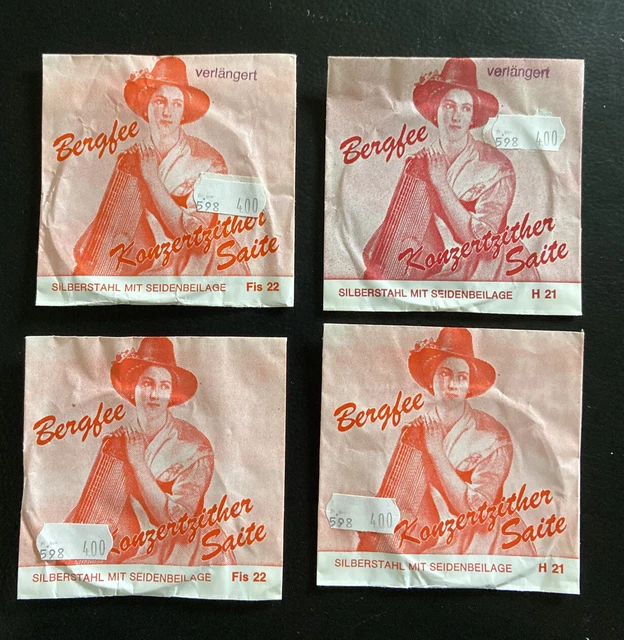 verlängert
Bergfee
598 400
Konzertzither
Saite
SILBERSTAHL MIT SEIDENBEILAGE Fis 22
verlängert
Bergfee
598 400
Konzertzither
Saite
SILBERSTAHL MIT SEIDENBEILAGE H 21
Bergfee
Konzertzither
598 400
Saite
SILBERSTAHL MIT SEIDENBEILAGE Fis 22
Bergfee
Konzertzither
598 400
Saite
SILBERSTAHL MIT SEIDENBEILAGE H 21